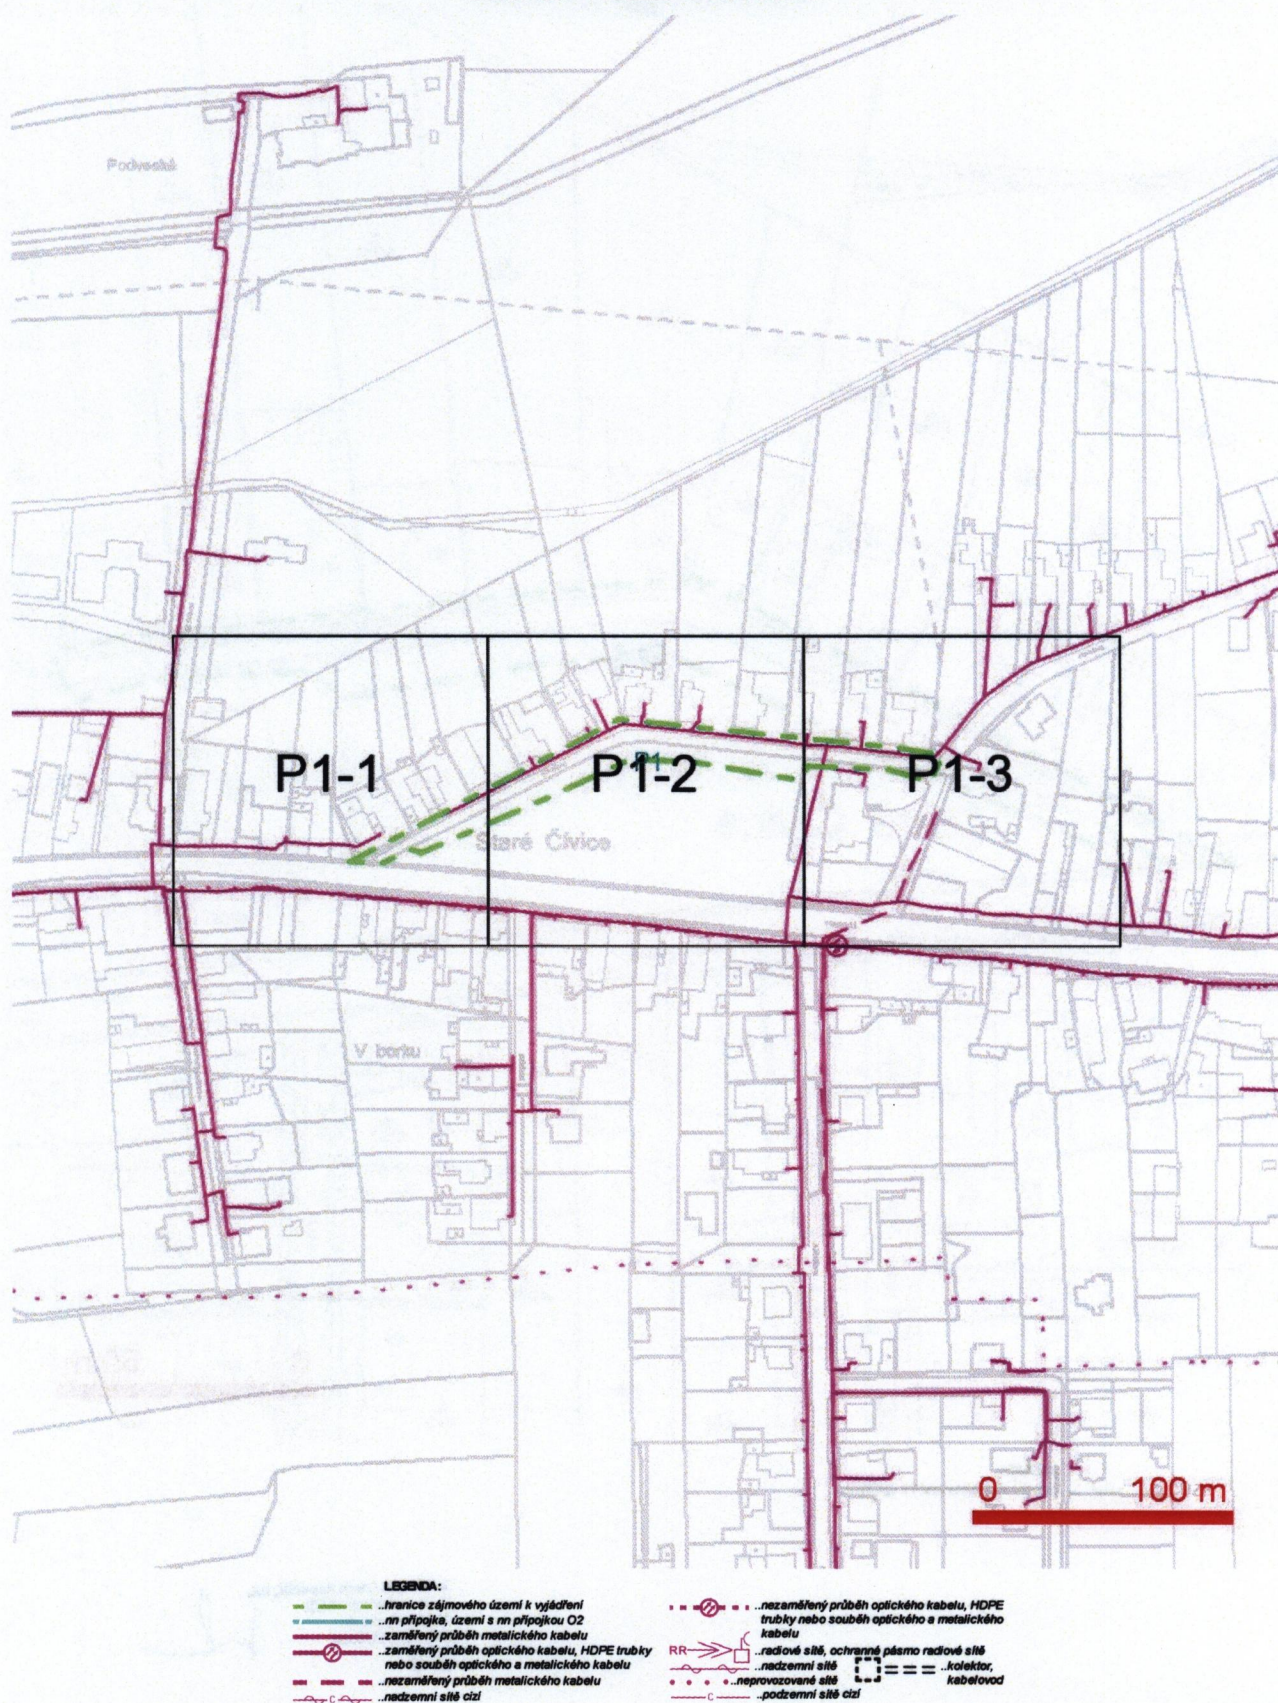 Podveská
P1-1
P1-2
P1
P1-3
Staré Čívice
V borku
0 100 m
LEGENDA:
..hranice zájmového území k vyjádření
..nn přípojka, území s nn přípojkou O2
..zaměřený průběh metalického kabelu
..zaměřený průběh optického kabelu, HDPE trubky
nebo souběh optického a metalického kabelu
..nezaměřený průběh metalického kabelu
C ..nadzemní sítě cizí
..nezaměřený průběh optického kabelu, HDPE
trubky nebo souběh optického a metalického
kabelu
RR ..radiové sítě, ochranné pásmo radiové sítě
..nadzemní sítě
..kolektor,
kabelovod
..neprovozované sítě
C ..podzemní sítě cizí